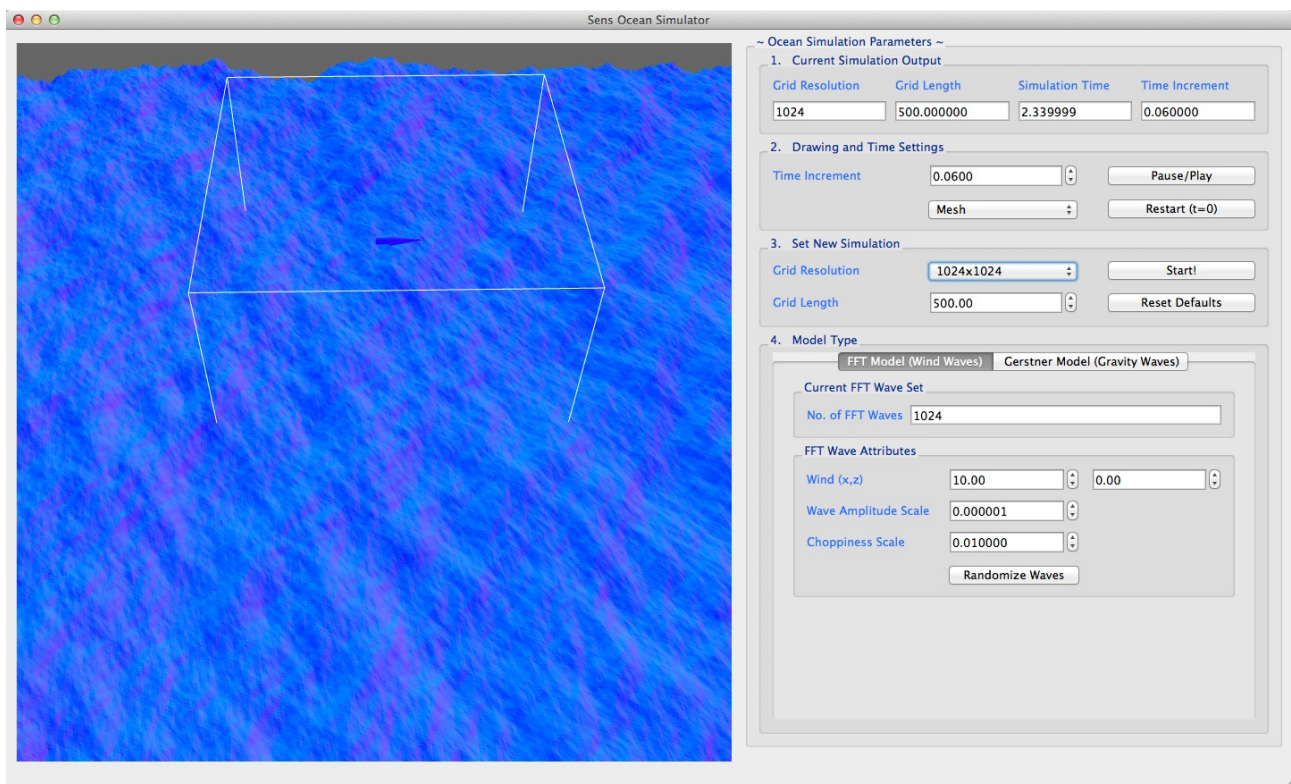 Sens Ocean Simulator
~ Ocean Simulation Parameters ~
1. Current Simulation Output
Grid Resolution Grid Length Simulation Time Time Increment
1024 500.000000 2.339999 0.060000
2. Drawing and Time Settings
Time Increment 0.0600 Pause/Play
Mesh Restart (t=0)
3. Set New Simulation
Grid Resolution 1024x1024 Start!
Grid Length 500.00 Reset Defaults
4. Model Type
FFT Model (Wind Waves) Gerstner Model (Gravity Waves)
Current FFT Wave Set
No. of FFT Waves 1024
FFT Wave Attributes
Wind (x,z) 10.00 0.00
Wave Amplitude Scale 0.000001
Choppiness Scale 0.010000
Randomize Waves